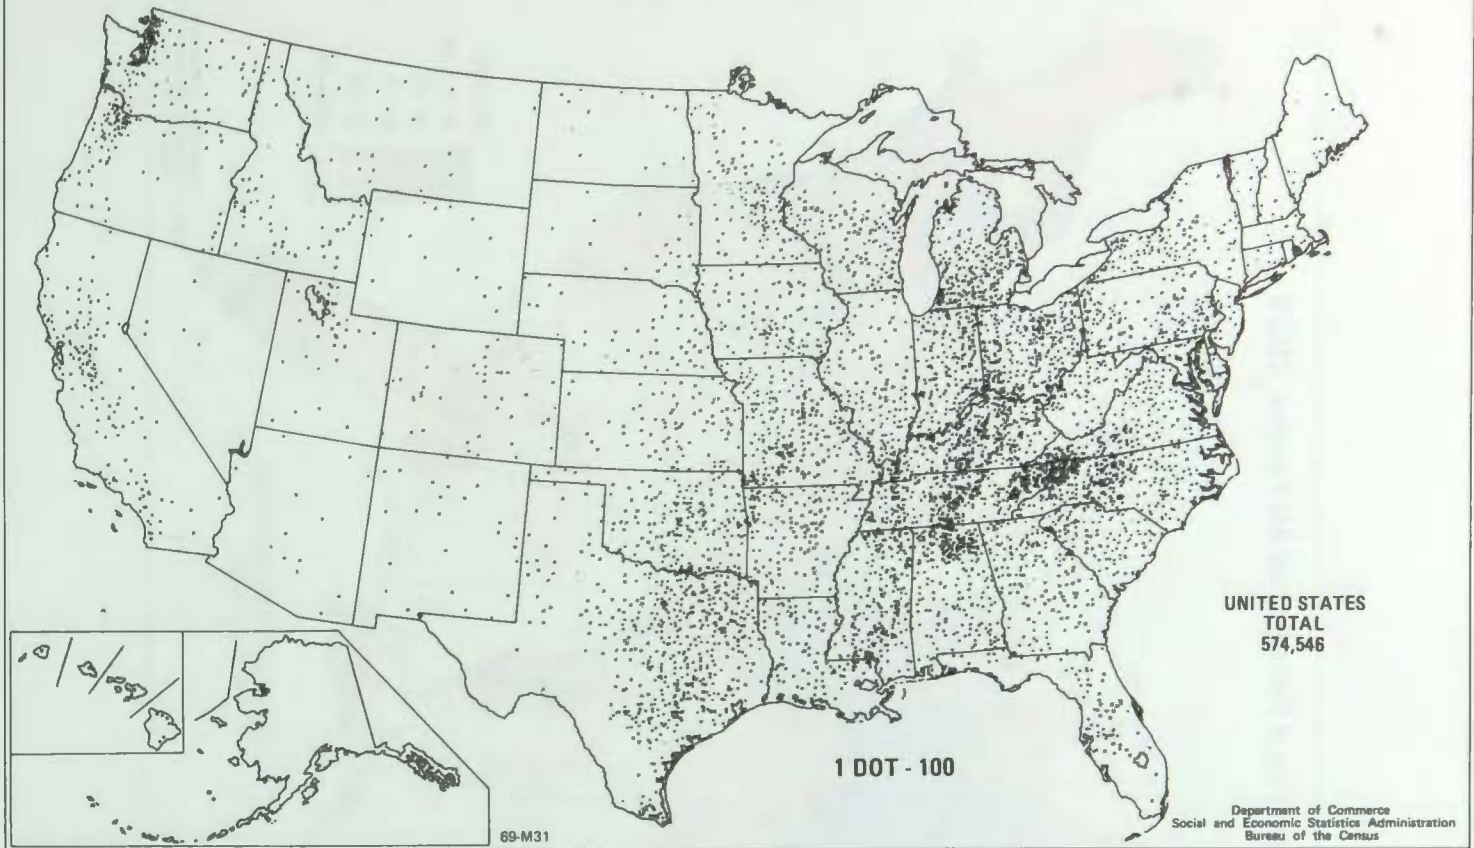 UNITED STATES
TOTAL
574,546
1 DOT - 100
69-M31
Department of Commerce
Social and Economic Statistics Administration
Bureau of the Census